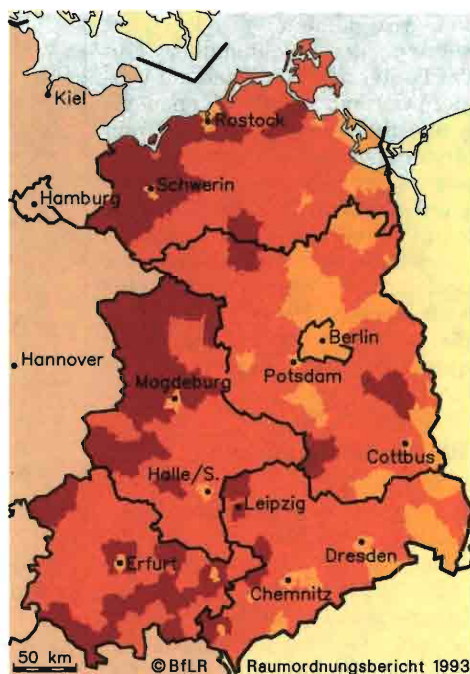 Kiel
Rostock
Schwerin
Hamburg
Hannover
Berlin
Potsdam
Magdeburg
Cottbus
Halle/S.
Leipzig
Dresden
Erfurt
Chemnitz
50 km
©BfLR Raumordnungsbericht 1993